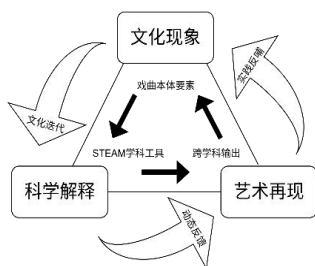 文化现象
戏曲本体要素
文化迭代
实践反哺
STEAM学科工具
跨学科输出
科学解释
艺术再现
动态反馈